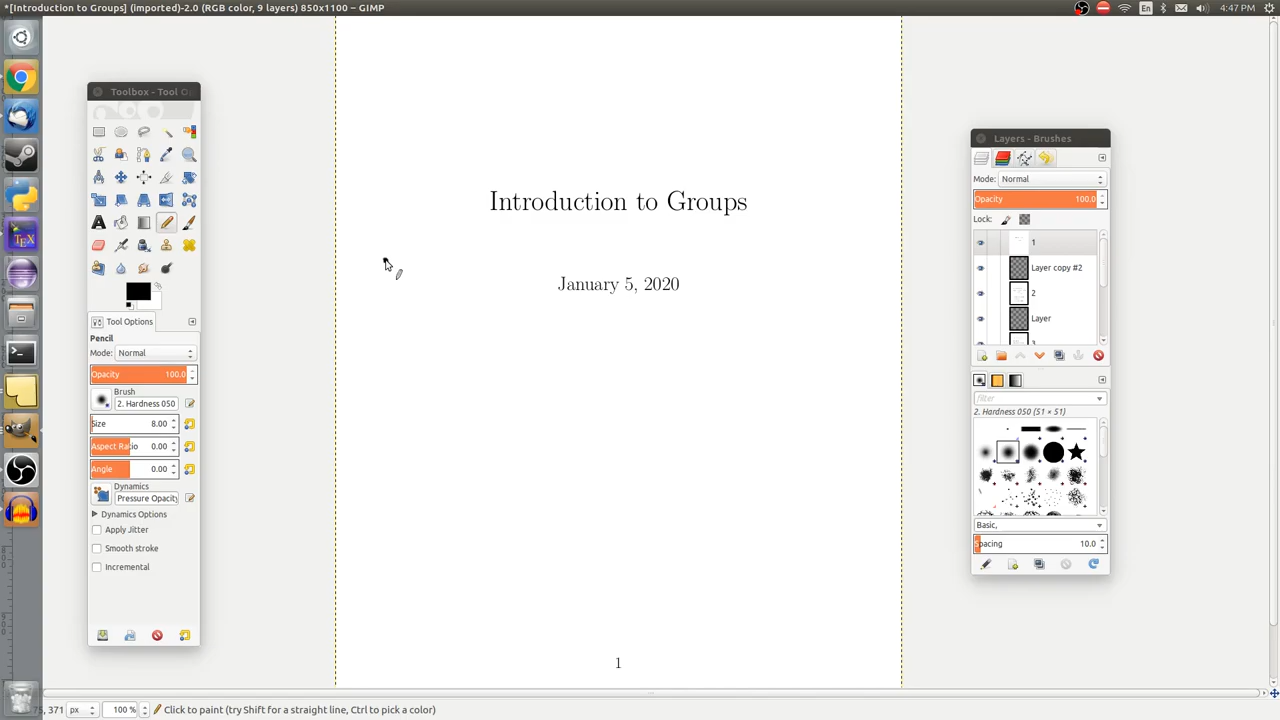 *[Introduction to Groups] (imported)-2.0 (RGB color, 9 layers) 850x1100 – GIMP
En
4:47 PM
Toolbox - Tool O
Tool Options
Pencil
Mode: Normal
Opacity 100.0
Brush
2. Hardness 050
Size 8.00
Aspect Ratio 0.00
Angle 0.00
Dynamics
Pressure Opacity
Dynamics Options
Apply Jitter
Smooth stroke
Incremental
Introduction to Groups
January 5, 2020
1
Layers - Brushes
Mode: Normal
Opacity 100.0
Lock:
1
Layer copy #2
2
Layer
filter
2. Hardness 050 (51 × 51)
Basic,
Spacing 10.0
TEX
px 100 % Click to paint (try Shift for a straight line, Ctrl to pick a color)